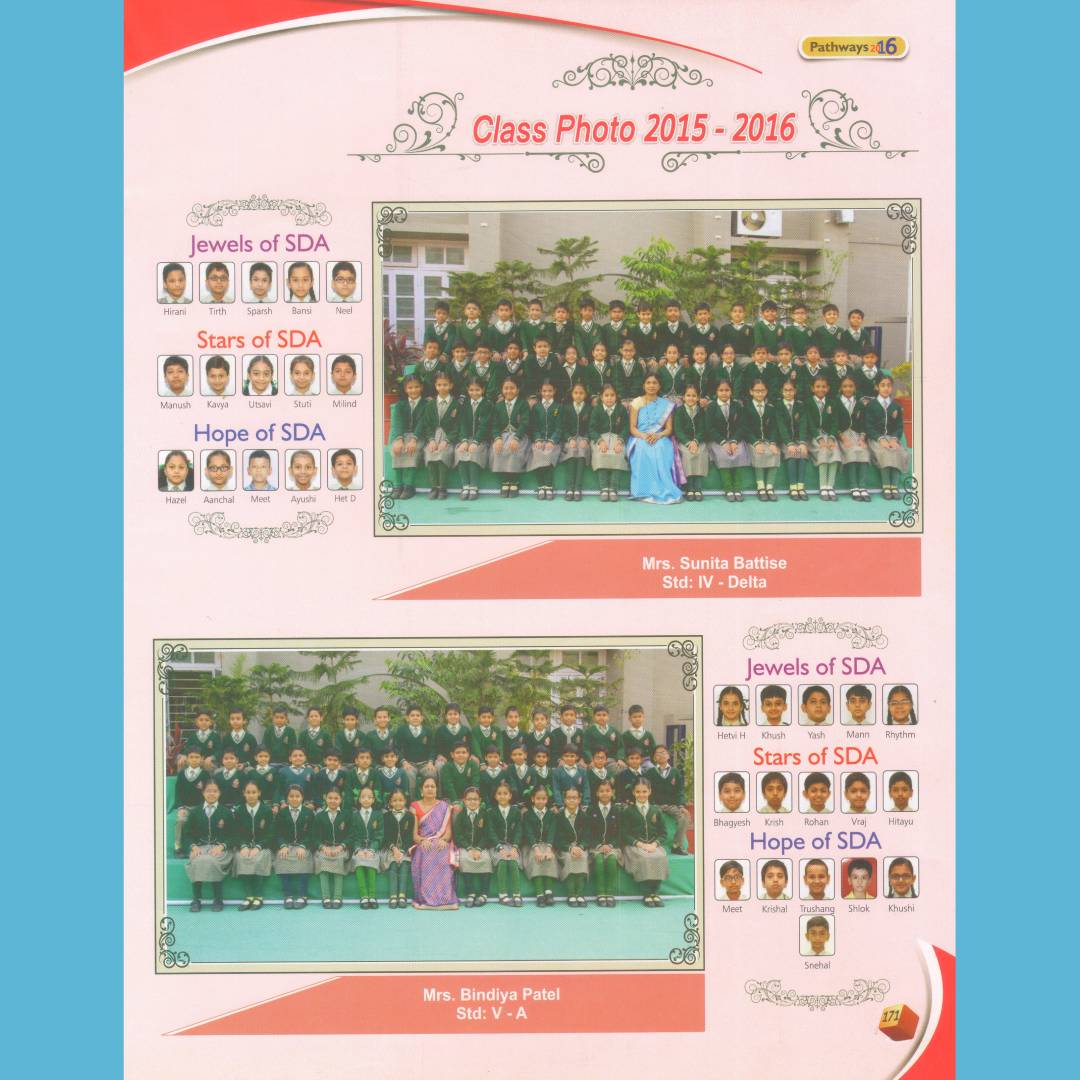 Pathways 2016
Class Photo 2015 - 2016
Jewels of SDA
Hirani Tirth Sparsh Bansi Neel
Stars of SDA
Manush Kavya Utsavi Stuti Milind
Hope of SDA
Hazel Aanchal Meet Ayushi Het D
Mrs. Sunita Battise
Std: IV - Delta
Jewels of SDA
Hetvi H Khush Yash Mann Rhythm
Stars of SDA
Bhagyesh Krish Rohan Vraj Hitayu
Hope of SDA
Meet Krishal Trushang Shlok Khushi
Snehal
Mrs. Bindiya Patel
Std: V - A
171